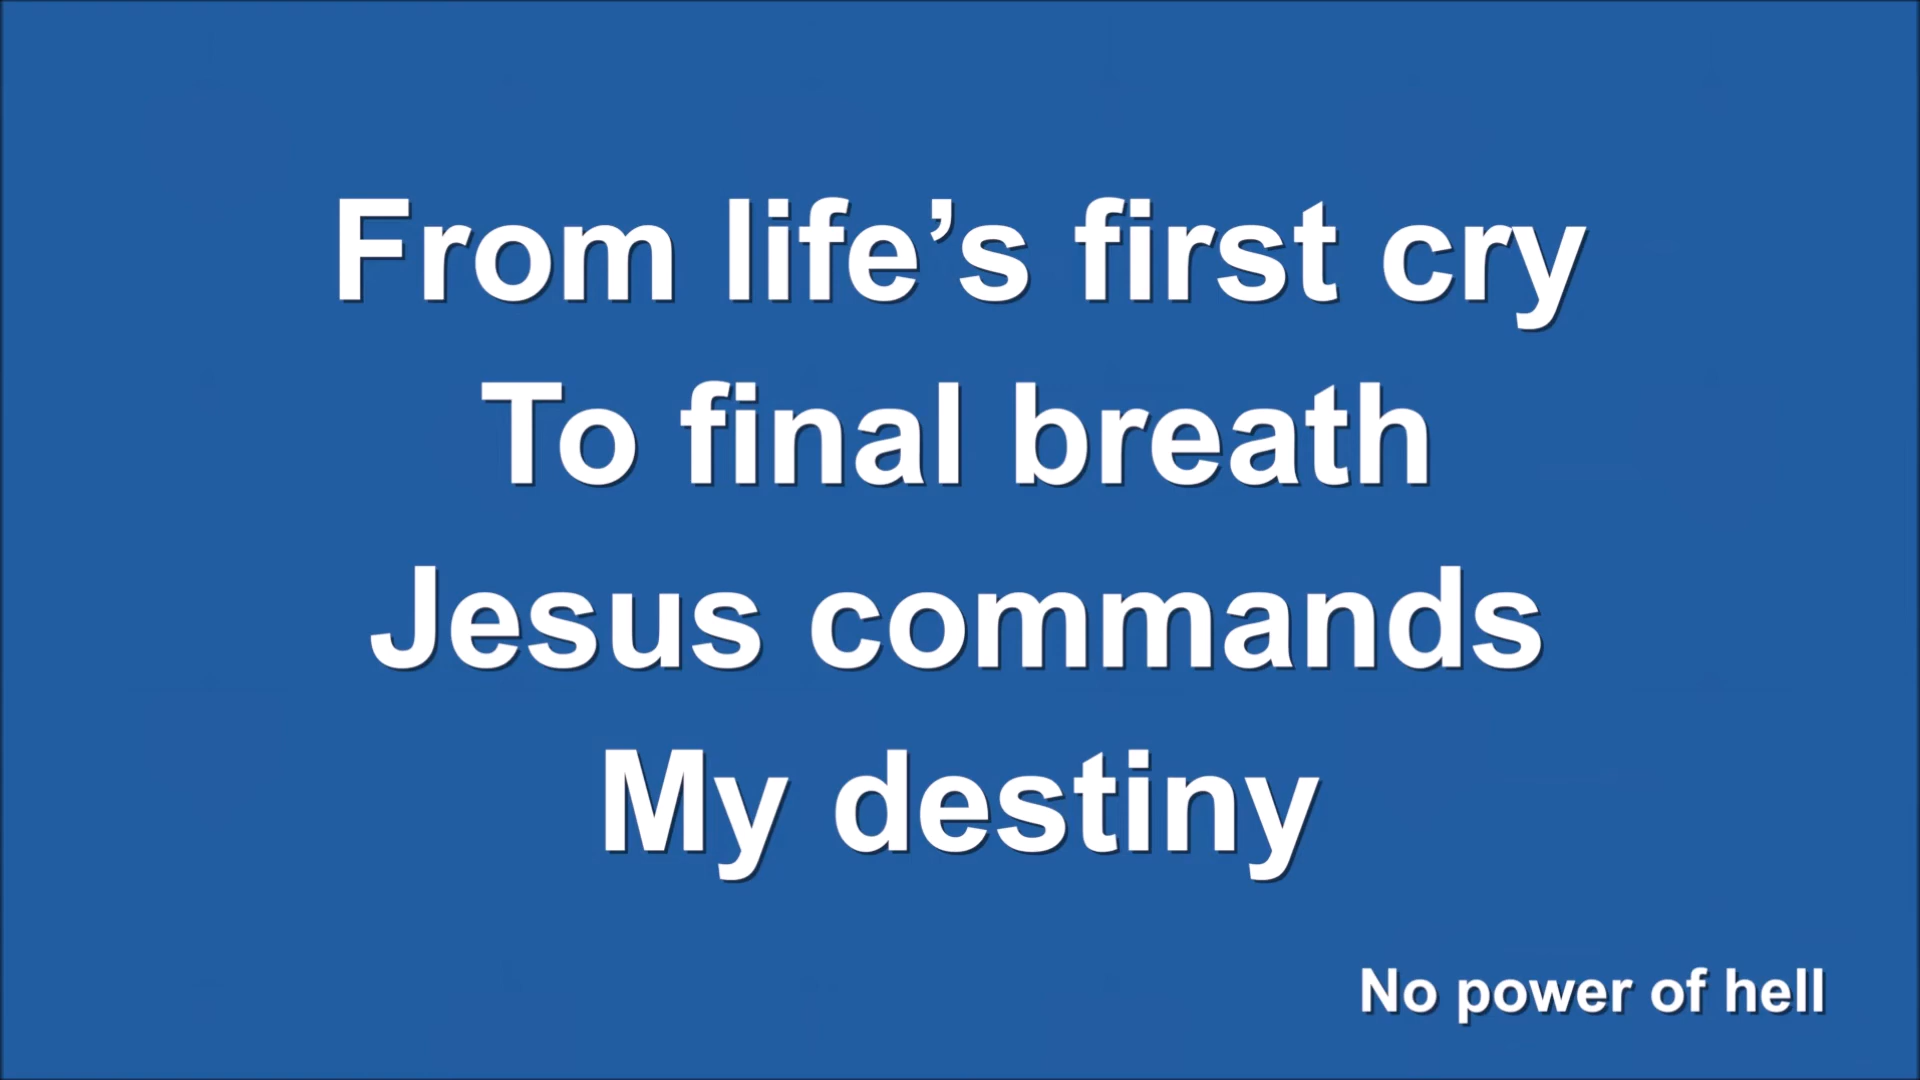 From life’s first cry
To final breath
Jesus commands
My destiny
No power of hell